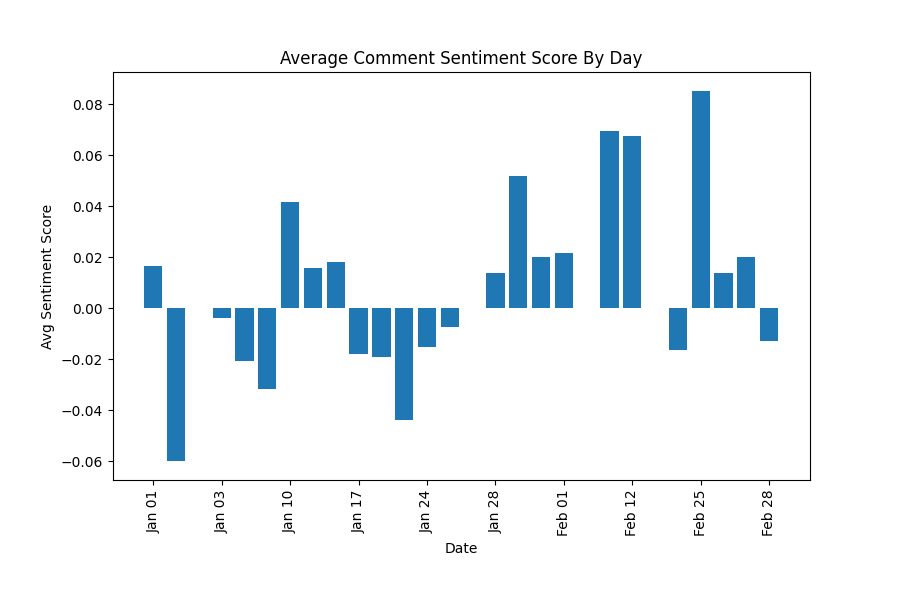 Average Comment Sentiment Score By Day
Avg Sentiment Score
0.08
0.06
0.04
0.02
0.00
−0.02
−0.04
−0.06
Jan 01
Jan 03
Jan 10
Jan 17
Jan 24
Jan 28
Feb 01
Feb 12
Feb 25
Feb 28
Date